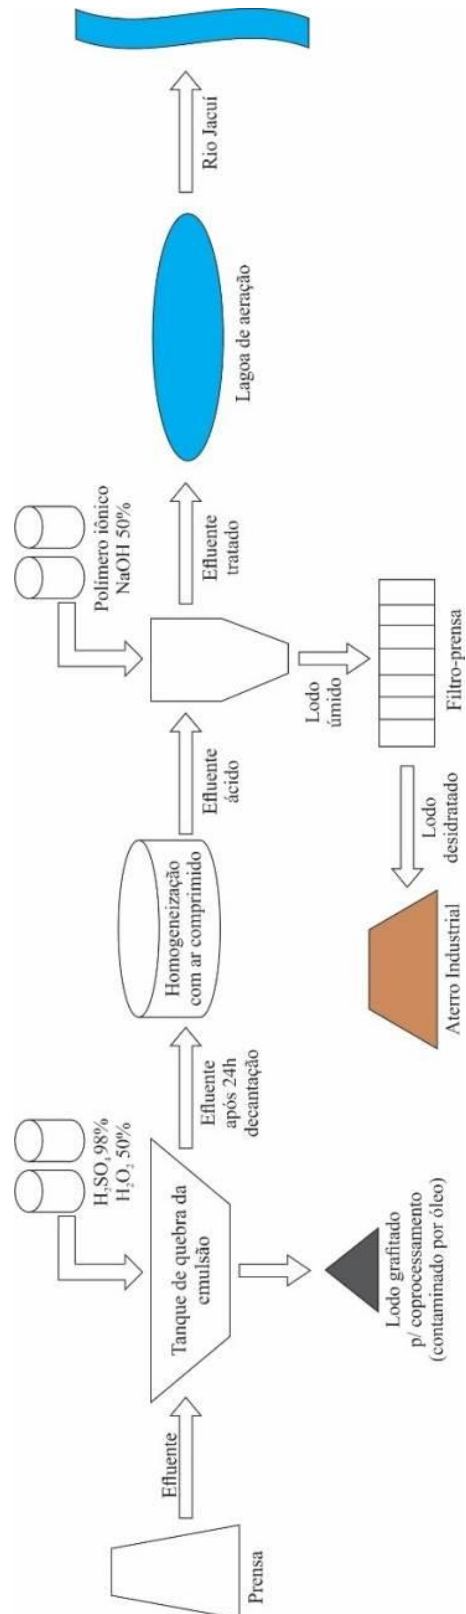 Prensa
Efluente
H₂SO₄ 98%
H₂O₂ 50%
Tanque de quebra da
emulsão
Lodo grafitado
p/ coprocessamento
(contaminado por óleo)
Efluente
após 24h
decantação
Homogeneização
com ar comprimido
Efluente
ácido
Polímero iônico
NaOH 50%
Lodo
úmido
Filtro-prensa
Lodo
desidratado
Aterro Industrial
Efluente
tratado
Lagoa de aeração
Rio Jacuí